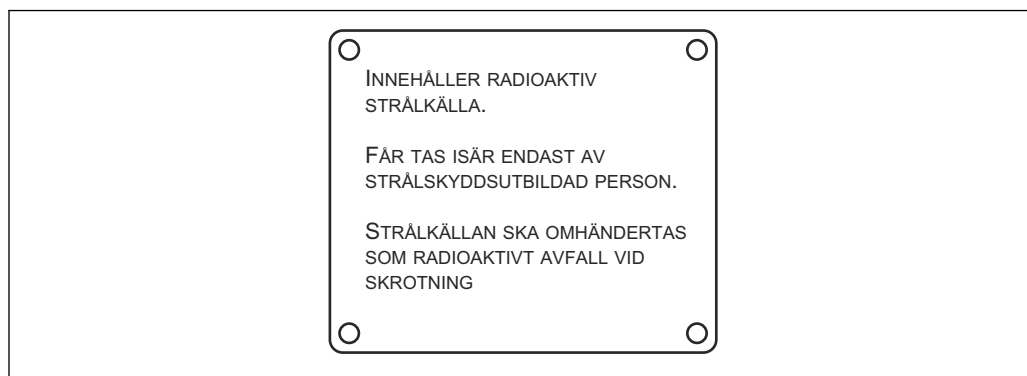 INNEHÅLLER RADIOAKTIV
STRÅLKÄLLA.
FÅR TAS ISÄR ENDAST AV
STRÅLSKYDDSUTBILDAD PERSON.
STRÅLKÄLLAN SKA OMHÄNDERTAS
SOM RADIOAKTIVT AVFALL VID
SKROTNING